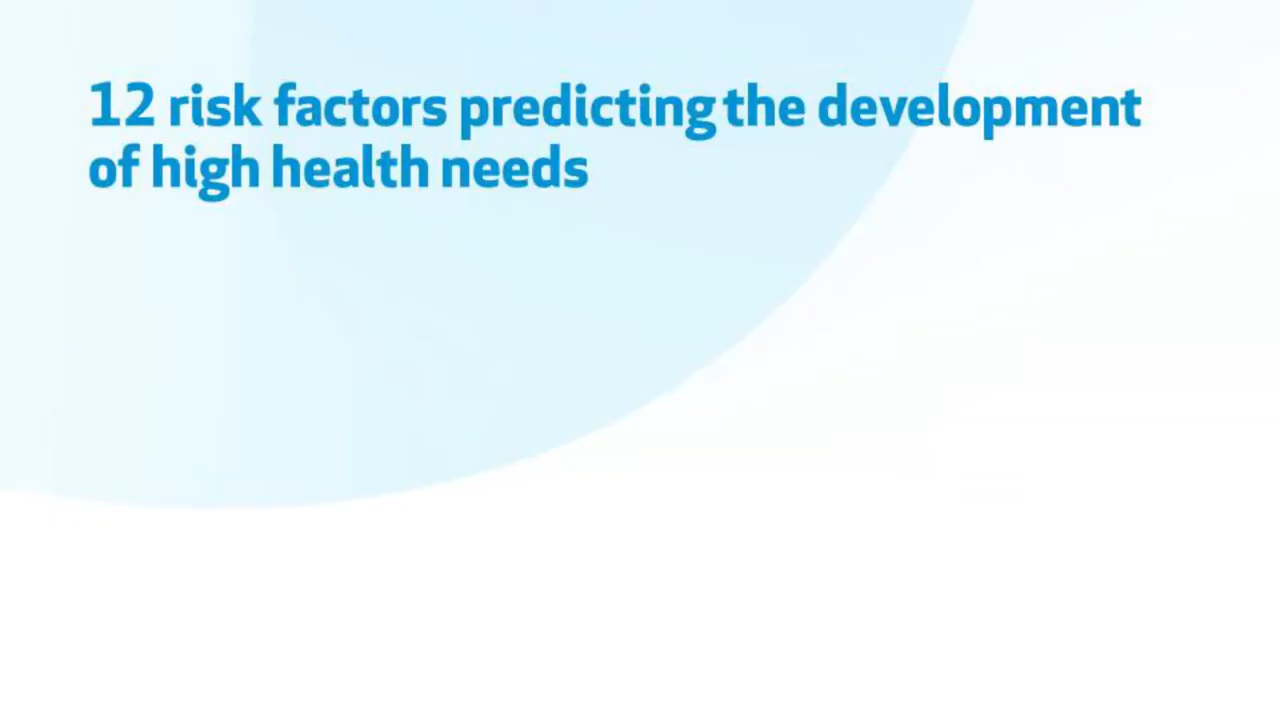 12 risk factors predicting the development
of high health needs